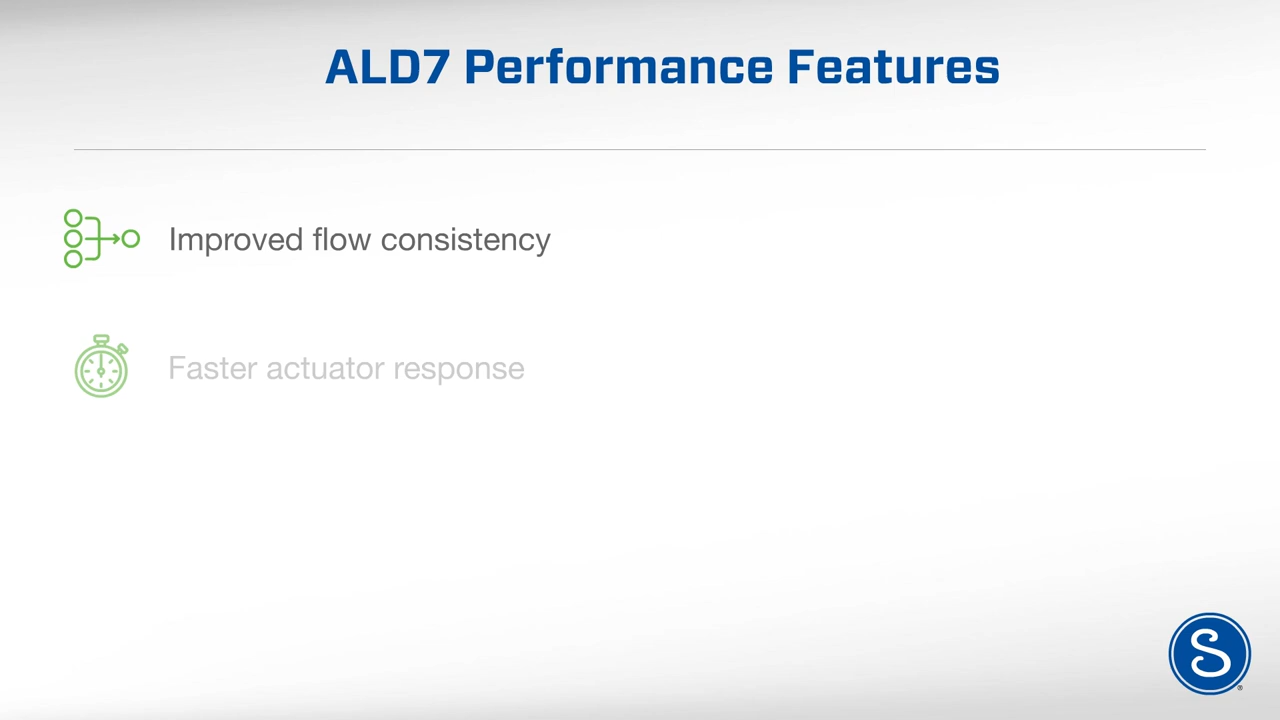 ALD7 Performance Features
Improved flow consistency
Faster actuator response
S
®